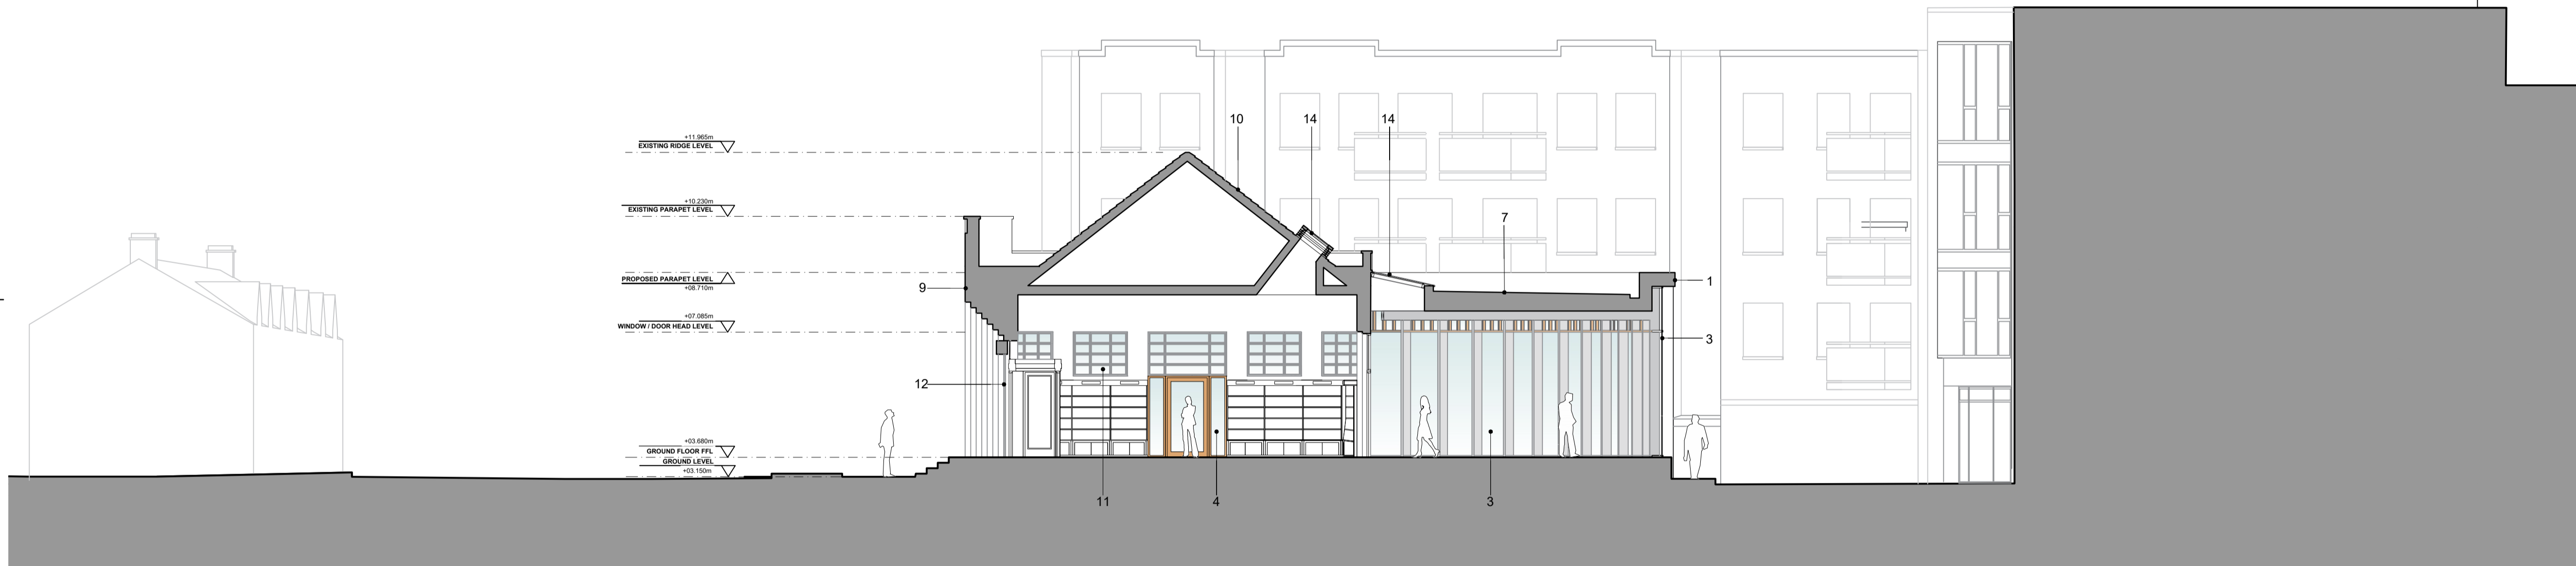 +11.965m
EXISTING RIDGE LEVEL
10
14
14
+10.230m
EXISTING PARAPET LEVEL
7
PROPOSED PARAPET LEVEL
+08.710m
9
1
+07.085m
WINDOW / DOOR HEAD LEVEL
3
12
+03.680m
GROUND FLOOR FFL
GROUND LEVEL
+03.150m
11
4
3